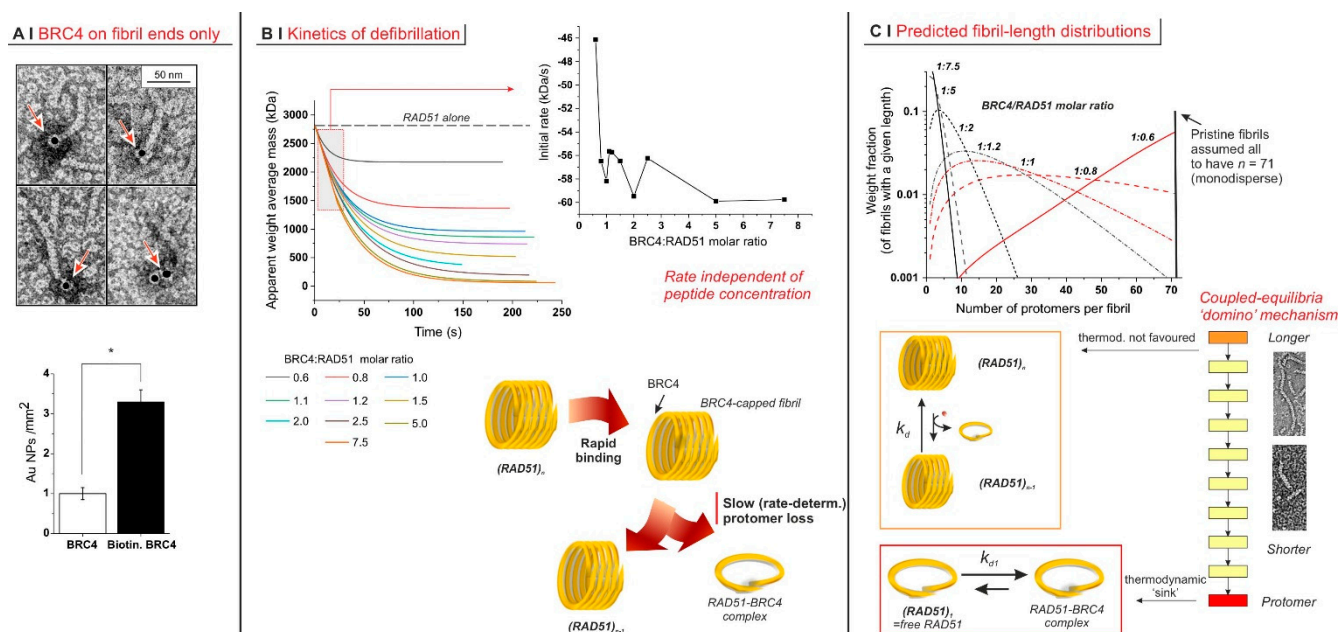 A I BRC4 on fibril ends only
50 nm
*
Au NPs /mm2
4
3
2
1
0
BRC4
Biotin. BRC4
B I Kinetics of defibrillation
Apparent weight average mass (kDa)
3000
2500
2000
1500
1000
500
0
RAD51 alone
0 25 50 75 100 125 150 175 200 225 250
Time (s)
Initial rate (kDa/s)
-46
-48
-50
-52
-54
-56
-58
-60
0 1 2 3 4 5 6 7 8
BRC4:RAD51 molar ratio
Rate independent of
peptide concentration
BRC4:RAD51 molar ratio
0.6 0.8 1.0
1.1 1.2 1.5
2.0 2.5 5.0
7.5
(RAD51)n
Rapid
binding
BRC4
BRC4-capped fibril
Slow (rate-determ.)
protomer loss
(RAD51)n-1
RAD51-BRC4
complex
C I Predicted fibril-length distributions
Weight fraction
(of fibrils with a given legnth)
0.1
0.01
0.001
1:7.5
1:5
BRC4/RAD51 molar ratio
1:2
1:1.2
1:1
1:0.8
1:0.6
Pristine fibrils
assumed all
to have n = 71
(monodisperse)
0 10 20 30 40 50 60 70
Number of protomers per fibril
Coupled-equilibria
'domino' mechanism
thermod. not favoured
Longer
(RAD51)n
kd
(RAD51)n-1
Shorter
kd1
(RAD51)1
=free RAD51
RAD51-BRC4
complex
thermodynamic
'sink'
Protomer